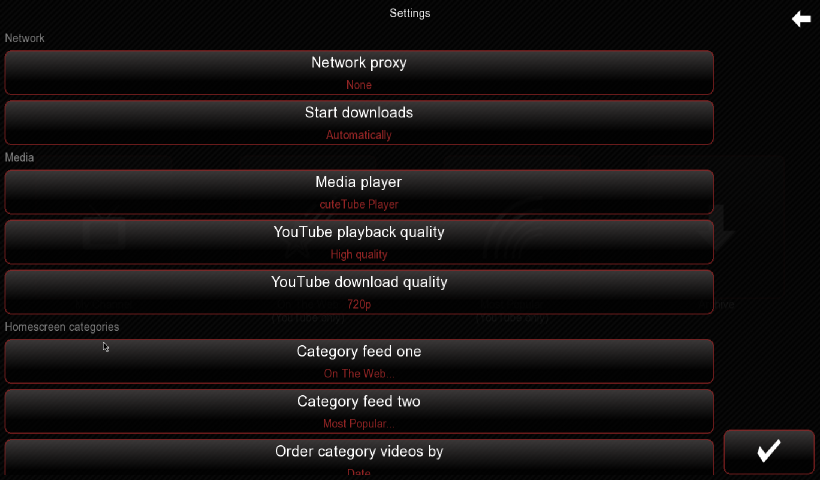 Settings
Network
Network proxy
None
Start downloads
Automatically
Media
Media player
cuteTube Player
YouTube playback quality
High quality
YouTube download quality
720p
Homescreen categories
Category feed one
On The Web...
Category feed two
Most Popular...
Order category videos by
Date